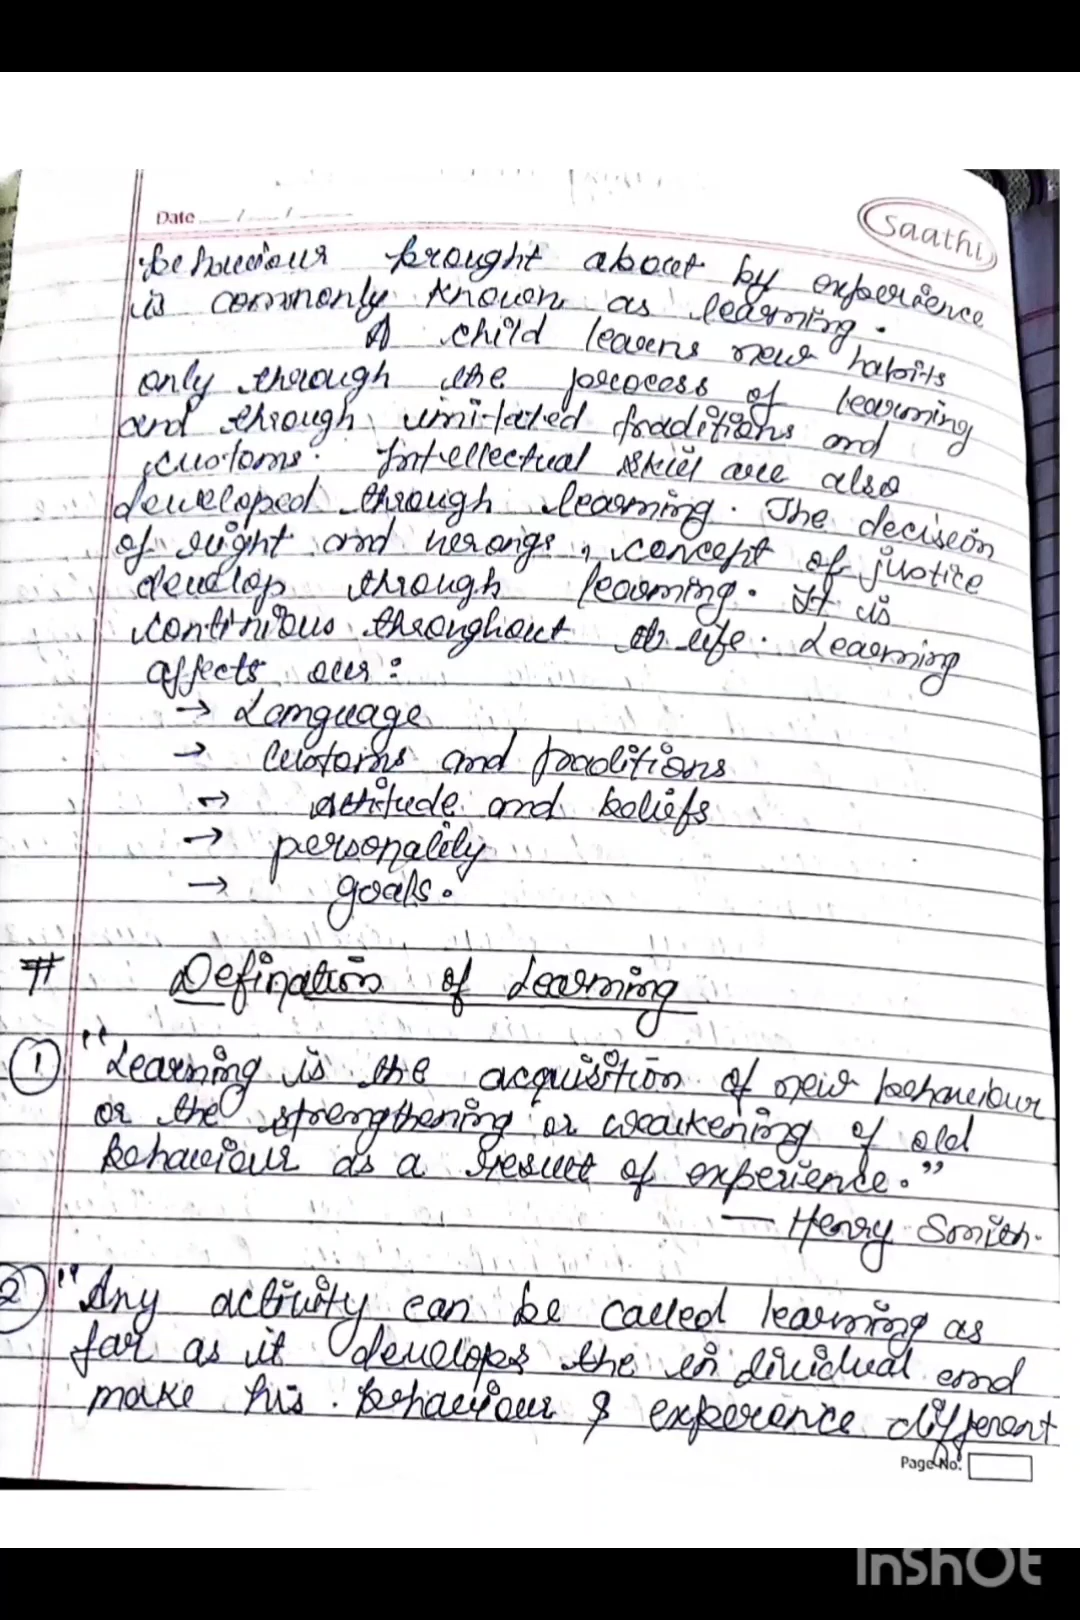 Date __/__/____
Saathi
behaviour brought about by experience
is commonly known as learning.
A child learns new habits
only through the process of learning
and through imitated traditions and
customs. Intellectual skill are also
developed through learning. The decision
of right and wrongs, concept of justice
develop through learning. It is
continious throughout life. Learning
affects our:
→ Language
→ Customs and traditions
→ attitude and beliefs
→ personality
→ goals.
# Defination of Learning
① "Learning is the acquisition of new behaviour
or the strengthening or weakening of old
behaviour as a result of experience."
— Henry Smith.
② "Any activity can be called learning as
far as it develops the individual and
make his behaviour & experence different
Page No.
InShOt